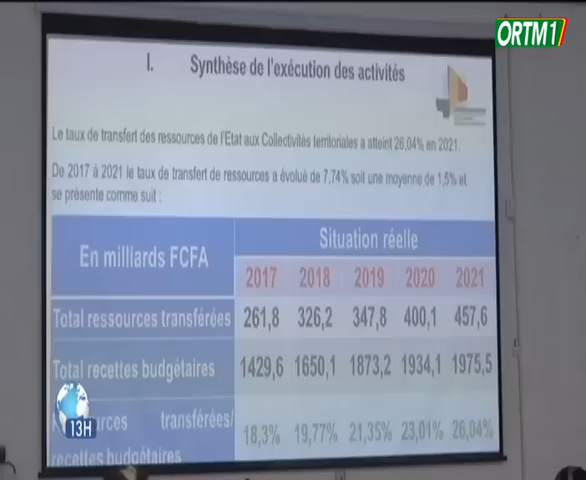 ORTM1
I. Synthèse de l'exécution des activités
Le taux de transfert des ressources de l'Etat aux Collectivités territoriales a atteint 26,04% en 2021.
De 2017 à 2021 le taux de transfert de ressources a évolué de 7,74% soit une moyenne de 1,5% et
se présente comme suit :
En milliards FCFA
Situation réelle
2017 2018 2019 2020 2021
Total ressources transférées 261,8 326,2 347,8 400,1 457,6
Total recettes budgétaires 1429,6 1650,1 1873,2 1934,1 1975,5
transférées/
recettes budgétaires 18,3% 19,77% 21,35% 23,01% 26,04%
13H